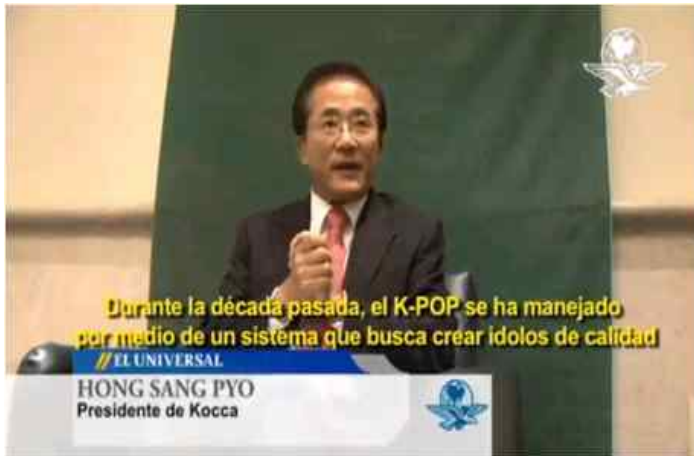 Durante la década pasada, el K-POP se ha manejado
por medio de un sistema que busca crear idolos de calidad
// EL UNIVERSAL
HONG SANG PYO
Presidente de Kocca